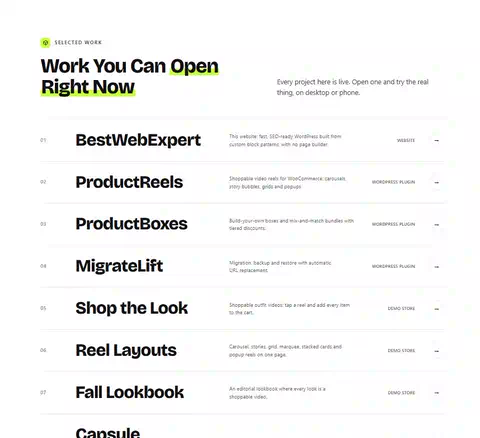 SELECTED WORK
Work You Can Open
Right Now
Every project here is live. Open one and try the real
thing, on desktop or phone.
01
BestWebExpert
This website: fast, SEO-ready WordPress built from
custom block patterns, with no page builder.
WEBSITE →
02
ProductReels
Shoppable video reels for WooCommerce: carousels,
story bubbles, grids and popups.
WORDPRESS PLUGIN →
03
ProductBoxes
Build-your-own boxes and mix-and-match bundles with
tiered discounts.
WORDPRESS PLUGIN →
04
MigrateLift
Migration, backup and restore with automatic
URL replacement.
WORDPRESS PLUGIN →
05
Shop the Look
Shoppable outfit videos: tap a reel and add every item
to the cart.
DEMO STORE →
06
Reel Layouts
Carousel, stories, grid, marquee, stacked cards and
popup reels on one page.
DEMO STORE →
07
Fall Lookbook
An editorial lookbook where every look is a
shoppable video.
DEMO STORE →
Capsule